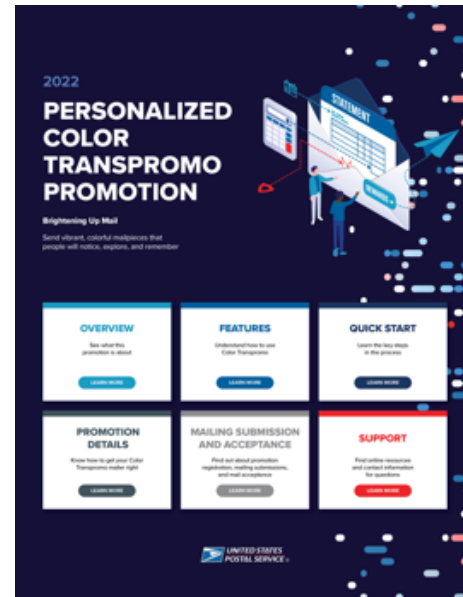 2022
PERSONALIZED
COLOR
TRANSPROMO
PROMOTION
STATEMENT
REWARDS
Brightening Up Mail
Send vibrant, colorful mailpieces that
people will notice, explore, and remember
OVERVIEW
See what this
promotion is about
LEARN MORE
FEATURES
Understand how to use
Color Transpromo
LEARN MORE
QUICK START
Learn the key steps
in the process
LEARN MORE
PROMOTION
DETAILS
Know how to get your Color
Transpromo mailer right
LEARN MORE
MAILING SUBMISSION
AND ACCEPTANCE
Find out about promotion
registration, mailing submissions,
and mail acceptance
LEARN MORE
SUPPORT
Find online resources
and contact information
for questions
LEARN MORE
UNITED STATES
POSTAL SERVICE®